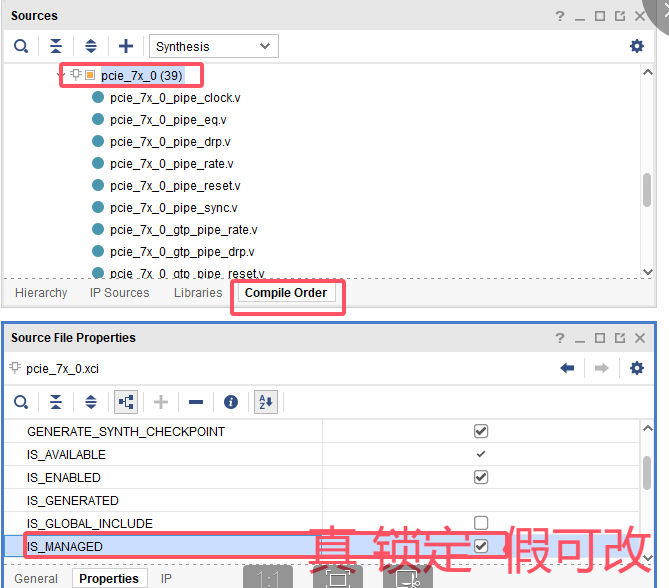 Sources
Synthesis
pcie_7x_0 (39)
pcie_7x_0_pipe_clock.v
pcie_7x_0_pipe_eq.v
pcie_7x_0_pipe_drp.v
pcie_7x_0_pipe_rate.v
pcie_7x_0_pipe_reset.v
pcie_7x_0_pipe_sync.v
pcie_7x_0_gtp_pipe_rate.v
pcie_7x_0_gtp_pipe_drp.v
pcie_7x_0_gtp_pipe_reset.v
Hierarchy IP Sources Libraries Compile Order
Source File Properties
pcie_7x_0.xci
GENERATE_SYNTH_CHECKPOINT
IS_AVAILABLE
IS_ENABLED
IS_GENERATED
IS_GLOBAL_INCLUDE
IS_MANAGED 真 锁定 假可改
General Properties IP 1:1